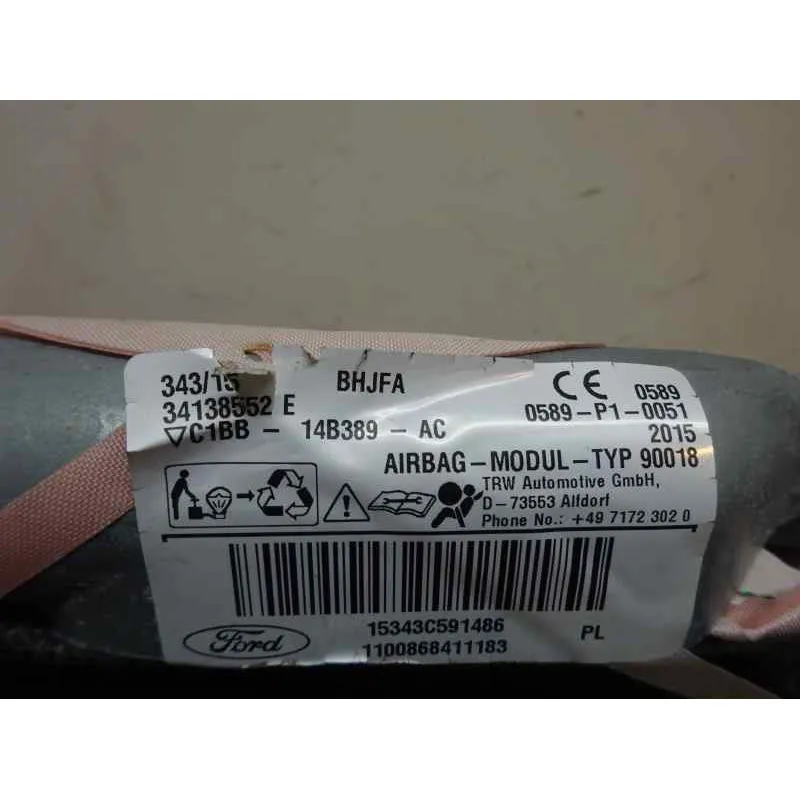 343/15 BHJFA CE 0589
34138552 E 0589-P1-0051
C1BB - 14B389 - AC 2015
AIRBAG-MODUL-TYP 90018
TRW Automotive GmbH,
D-73553 Alfdorf
Phone No.: +49 7172 302 0
15343C591486 PL
Ford
1100868411183